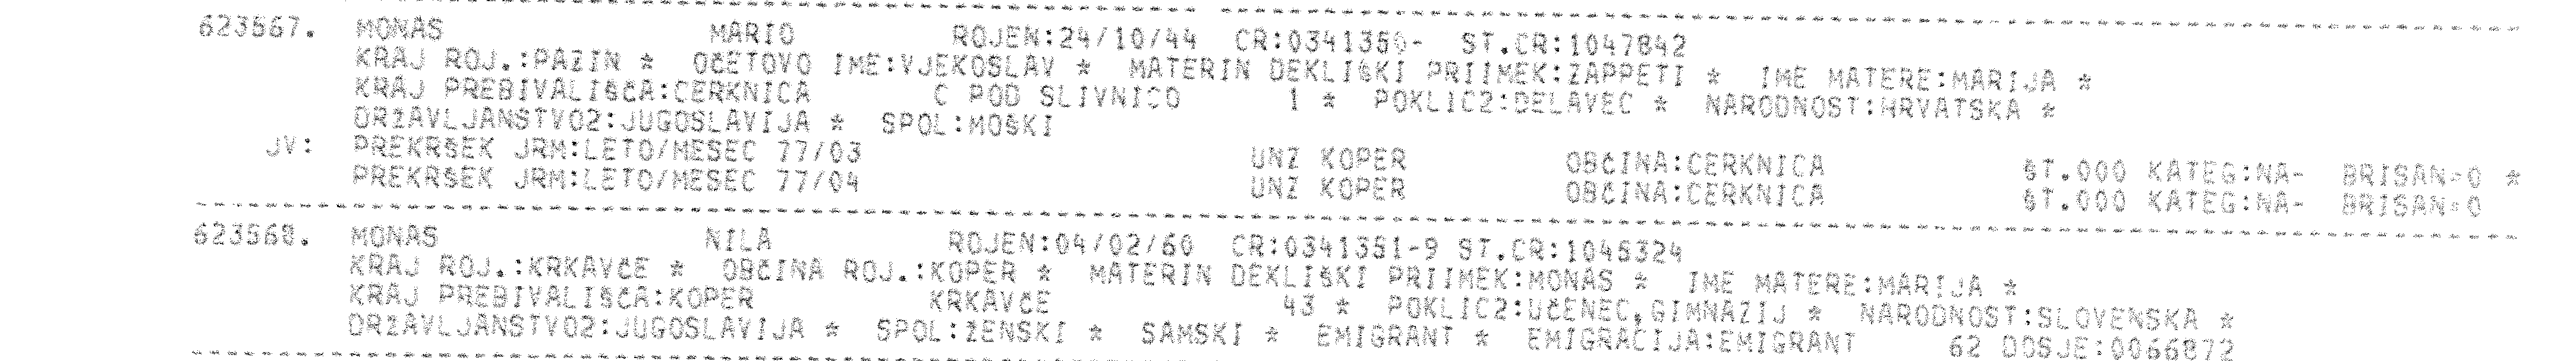 623567. MONAS MARIO ROJEN:24/10/44 CR:0341350- ST.CR:1047842
KRAJ ROJ.:PAZIN * OČETOVO IME:VJEKOSLAV * MATERIN DEKLIŠKI PRIIMEK:ZAPPETI * IME MATERE:MARIJA *
KRAJ PREBIVALIŠČA:CERKNICA C POD SLIVNICO 1 * POKLIC2:DELAVEC * NARODNOST:HRVATSKA *
DRŽAVLJANSTVO2:JUGOSLAVIJA * SPOL:MOŠKI
JV: PREKRŠEK JRM:LETO/MESEC 77/03 UNZ KOPER OBČINA:CERKNICA ŠT.000 KATEG:NA- BRISAN=0 *
PREKRŠEK JRM:LETO/MESEC 77/04 UNZ KOPER OBČINA:CERKNICA ŠT.000 KATEG:NA- BRISAN=0
623568. MONAS NILA ROJEN:04/02/60 CR:0341351-9 ST.CR:1045324
KRAJ ROJ.:KRKAVČE * OBČINA ROJ.:KOPER * MATERIN DEKLIŠKI PRIIMEK:MONAS * IME MATERE:MARIJA *
KRAJ PREBIVALIŠČA:KOPER KRKAVČE 43 * POKLIC2:UČENEC,GIMNAZIJ * NARODNOST:SLOVENSKA *
DRŽAVLJANSTVO2:JUGOSLAVIJA * SPOL:ŽENSKI * SAMSKI * EMIGRANT * EMIGRACIJA:EMIGRANT 62 DOSJE:0066872